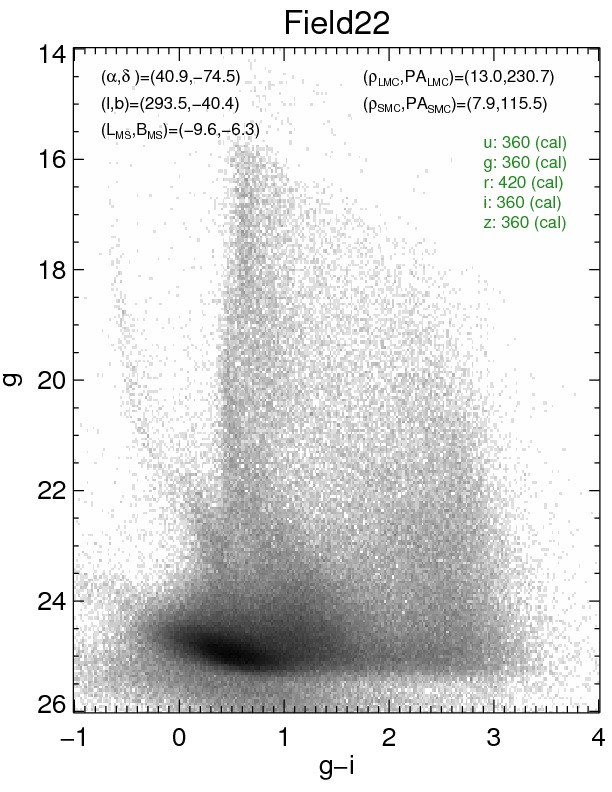 Field22
(α,δ )=(40.9,−74.5)
(ρLMC,PALMC)=(13.0,230.7)
(l,b)=(293.5,−40.4)
(ρSMC,PASMC)=(7.9,115.5)
(LMS,BMS)=(−9.6,−6.3)
u: 360 (cal)
g: 360 (cal)
r: 420 (cal)
i: 360 (cal)
z: 360 (cal)
14
16
18
20
22
24
26
g
−1 0 1 2 3 4
g−i